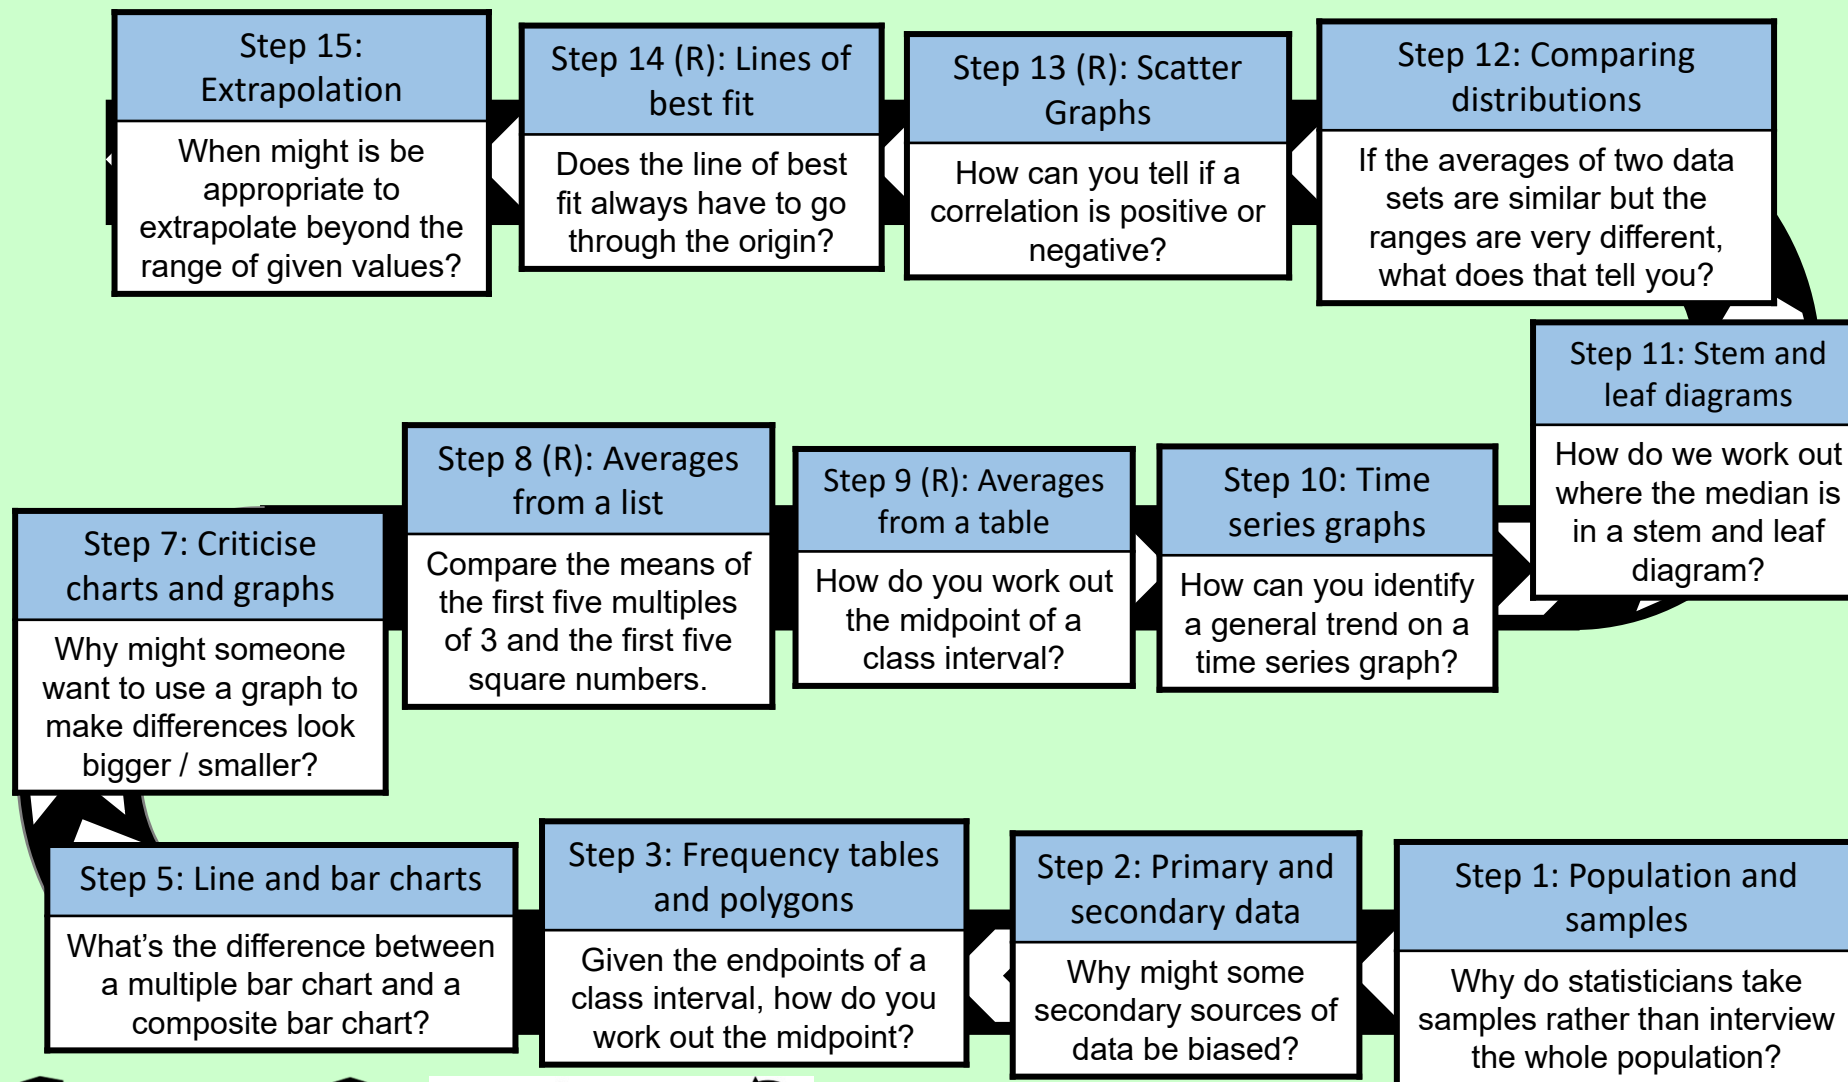 Step 15:
Extrapolation
When might is be
appropriate to
extrapolate beyond the
range of given values?
Step 14 (R): Lines of
best fit
Does the line of best
fit always have to go
through the origin?
Step 13 (R): Scatter
Graphs
How can you tell if a
correlation is positive or
negative?
Step 12: Comparing
distributions
If the averages of two data
sets are similar but the
ranges are very different,
what does that tell you?
Step 11: Stem and
leaf diagrams
How do we work out
where the median is
in a stem and leaf
diagram?
Step 7: Criticise
charts and graphs
Why might someone
want to use a graph to
make differences look
bigger / smaller?
Step 8 (R): Averages
from a list
Compare the means of
the first five multiples
of 3 and the first five
square numbers.
Step 9 (R): Averages
from a table
How do you work out
the midpoint of a
class interval?
Step 10: Time
series graphs
How can you identify
a general trend on a
time series graph?
Step 5: Line and bar charts
What’s the difference between
a multiple bar chart and a
composite bar chart?
Step 3: Frequency tables
and polygons
Given the endpoints of a
class interval, how do you
work out the midpoint?
Step 2: Primary and
secondary data
Why might some
secondary sources of
data be biased?
Step 1: Population and
samples
Why do statisticians take
samples rather than interview
the whole population?